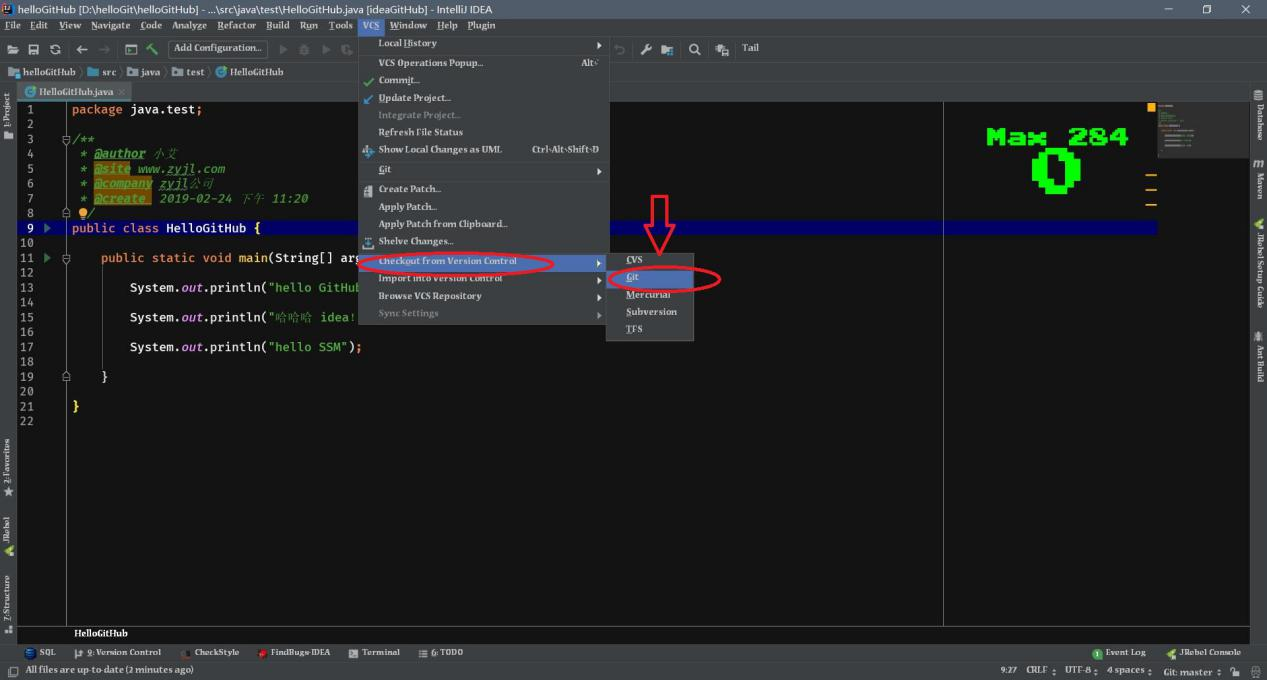 helloGitHub [D:\helloGit\helloGitHub] - ...\src\java\test\HelloGitHub.java [ideaGitHub] - IntelliJ IDEA
File Edit View Navigate Code Analyze Refactor Build Run Tools VCS Window Help Plugin
Add Configuration... Tail
helloGitHub src java test HelloGitHub
HelloGitHub.java
1 package java.test;
2
3 /**
4 * @author 小艾
5 * @site www.zyjl.com
6 * @company zyjl公司
7 * @create 2019-02-24 下午 11:20
8 */
9 public class HelloGitHub {
10
11 public static void main(String[] arg
12
13 System.out.println("hello GitHub
14
15 System.out.println("哈哈哈 idea!
16
17 System.out.println("hello SSM");
18
19 }
20
21 }
22
Local History
VCS Operations Popup...
Commit...
Update Project...
Integrate Project...
Refresh File Status
Show Local Changes as UML Ctrl+Alt+Shift+D
Git
Create Patch...
Apply Patch...
Apply Patch from Clipboard...
Shelve Changes...
Checkout from Version Control
Import into Version Control
Browse VCS Repository
Sync Settings
CVS
Git
Mercurial
Subversion
TFS
Max 284
0
1: Project
2: Favorites
JRebel
7: Structure
Database
Maven
JRebel Setup Guide
Ant Build
HelloGitHub
SQL 9: Version Control CheckStyle FindBugs-IDEA Terminal 6: TODO 1 Event Log JRebel Console
All files are up-to-date (2 minutes ago) 9:27 CRLF UTF-8 4 spaces Git: master